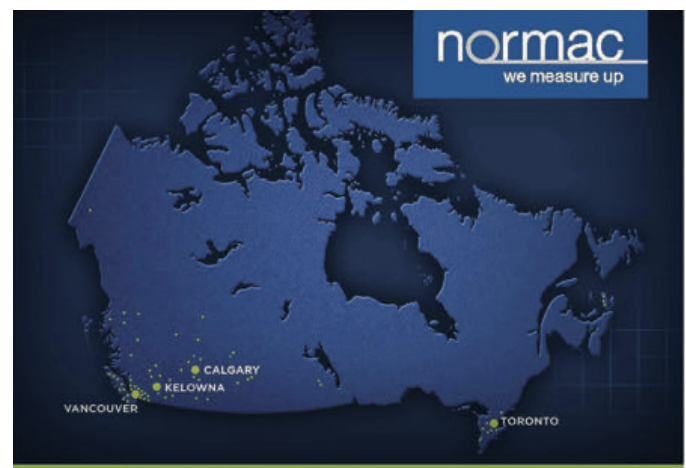 normac
we measure up
CALGARY
KELOWNA
VANCOUVER
TORONTO